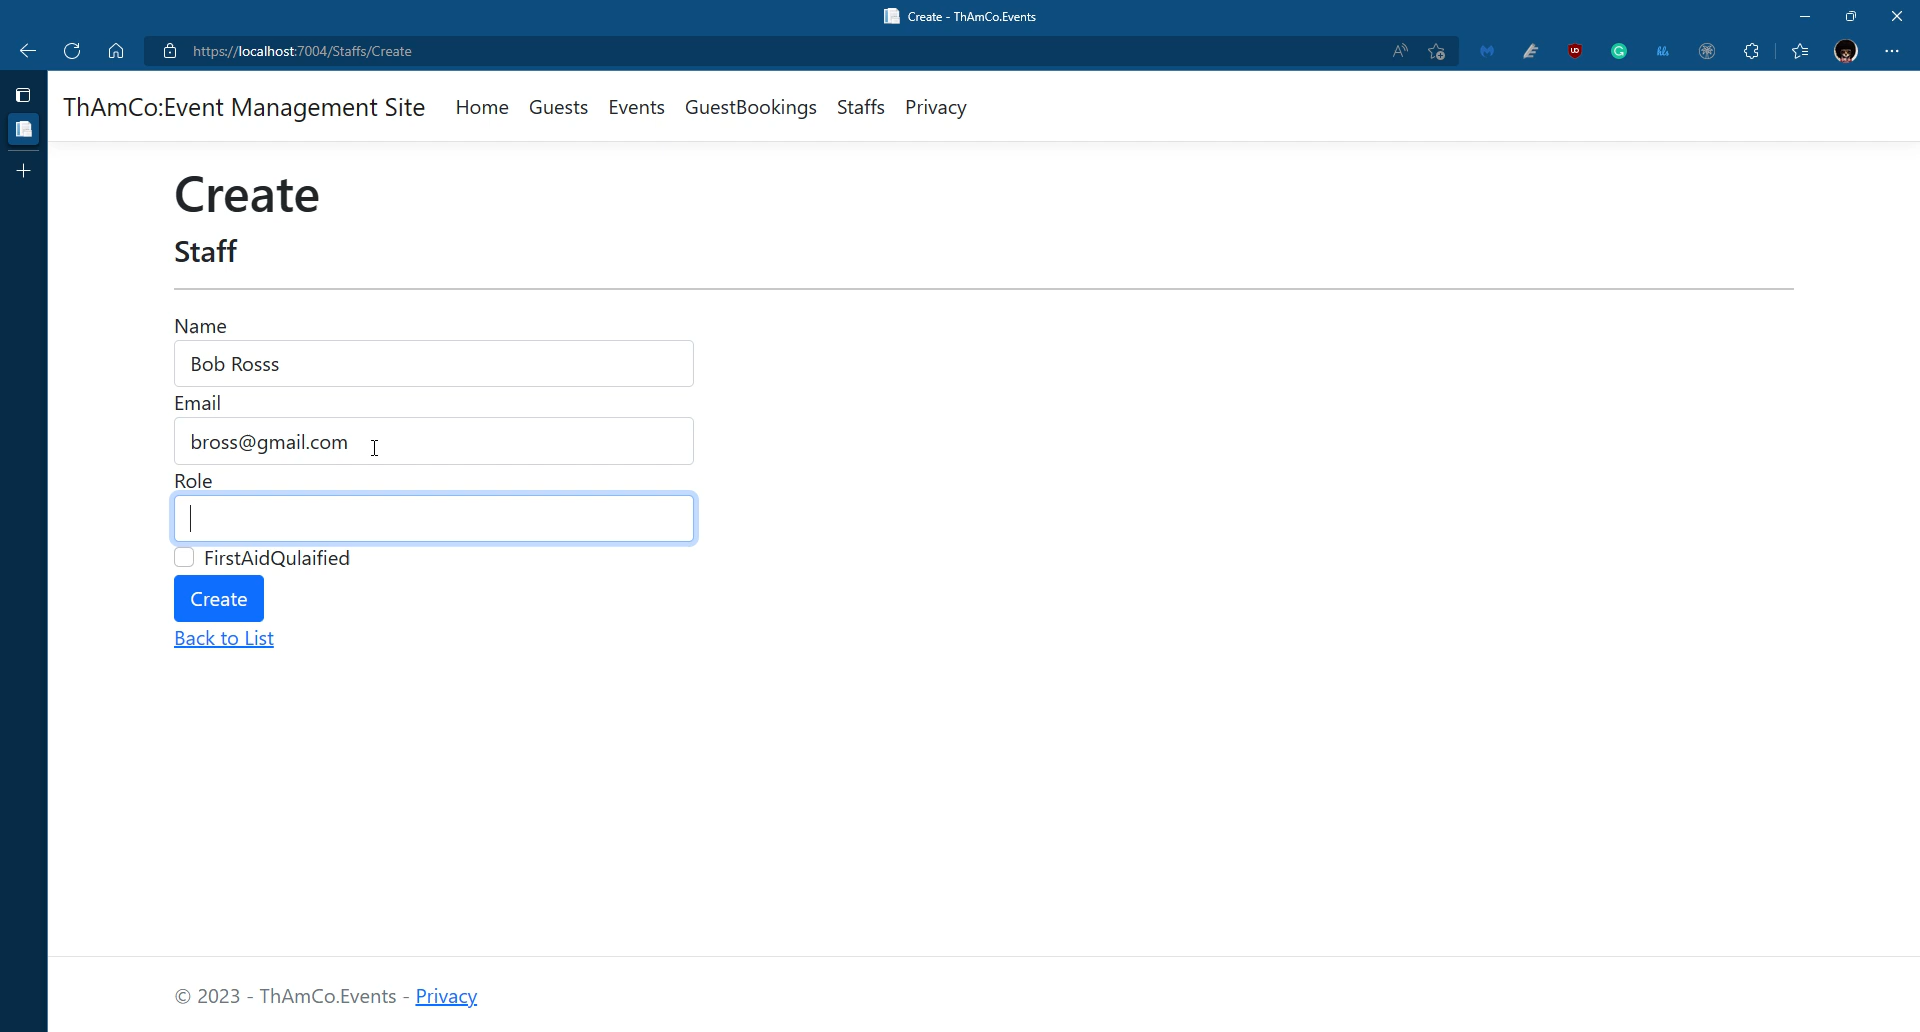 Create - ThAmCo.Events
https://localhost:7004/Staffs/Create
ThAmCo:Event Management Site Home Guests Events GuestBookings Staffs Privacy
Create
Staff
Name
Bob Rosss
Email
bross@gmail.com
Role
FirstAidQulaified
Create
Back to List
© 2023 - ThAmCo.Events - Privacy